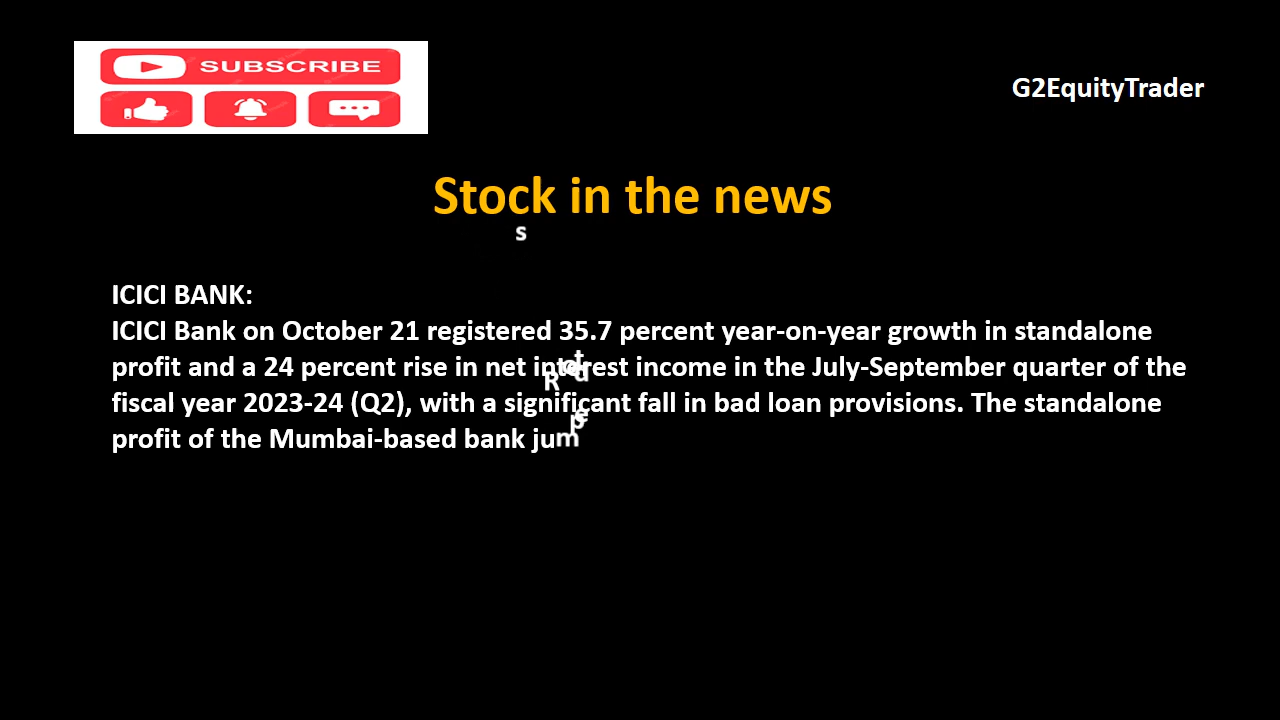 SUBSCRIBE
G2EquityTrader
Stock in the news
ICICI BANK:
ICICI Bank on October 21 registered 35.7 percent year-on-year growth in standalone
profit and a 24 percent rise in net interest income in the July-September quarter of the
fiscal year 2023-24 (Q2), with a significant fall in bad loan provisions. The standalone
profit of the Mumbai-based bank jum